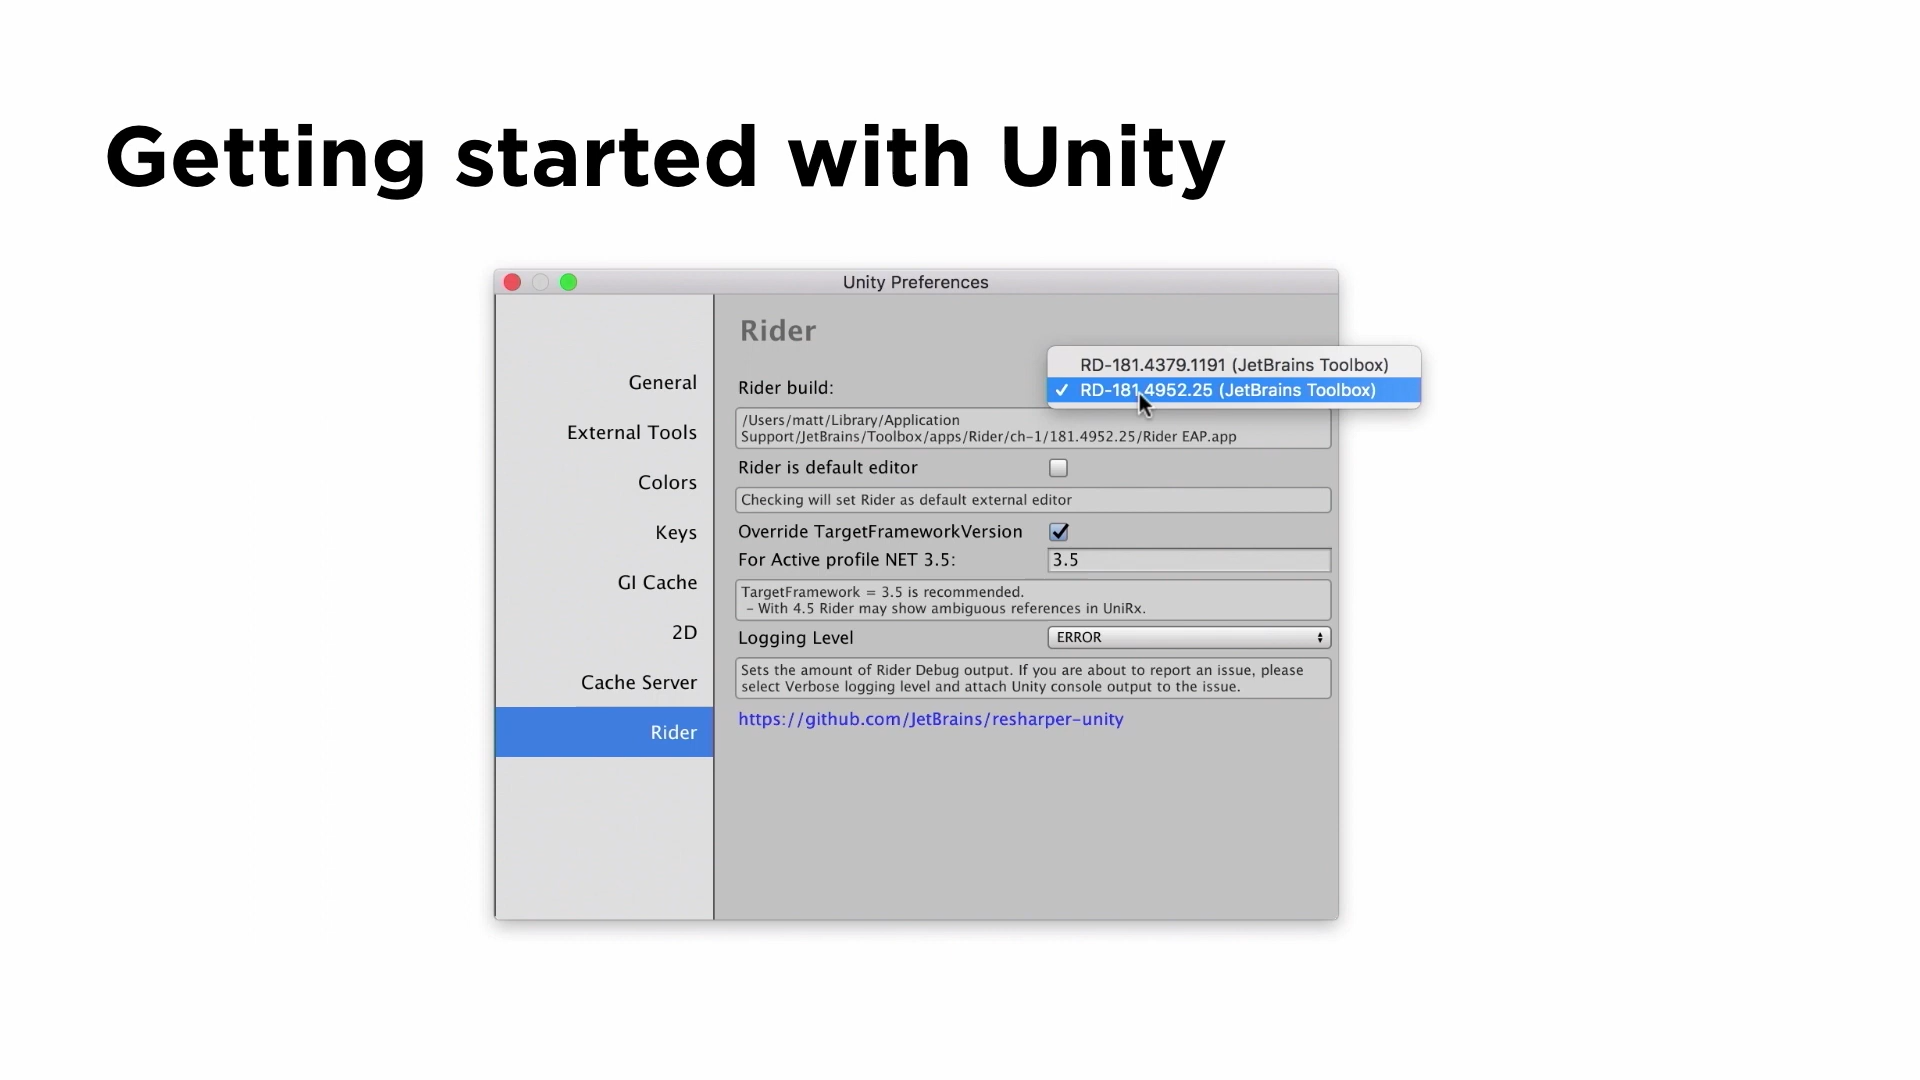 Getting started with Unity
Unity Preferences
General
External Tools
Colors
Keys
GI Cache
2D
Cache Server
Rider
Rider
Rider build:
RD-181.4379.1191 (JetBrains Toolbox)
✓ RD-181.4952.25 (JetBrains Toolbox)
/Users/matt/Library/Application
Support/JetBrains/Toolbox/apps/Rider/ch-1/181.4952.25/Rider EAP.app
Rider is default editor
Checking will set Rider as default external editor
Override TargetFrameworkVersion
For Active profile NET 3.5:
3.5
TargetFramework = 3.5 is recommended.
- With 4.5 Rider may show ambiguous references in UniRx.
Logging Level
ERROR
Sets the amount of Rider Debug output. If you are about to report an issue, please
select Verbose logging level and attach Unity console output to the issue.
https://github.com/JetBrains/resharper-unity